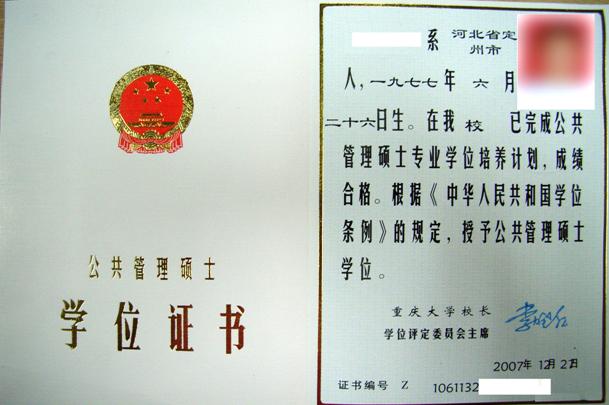 公共管理硕士
学位证书
系 河北省定
州市
人,一九七七年 六 月
二十六日生。在我 校 已完成公共
管理硕士专业学位培养计划,成绩
合格。根据《中华人民共和国学位
条例》的规定,授予公共管理硕士
学位。
重庆大学校长
学位评定委员会主席
2007年 12月 21日
证书编号 Z 1061132